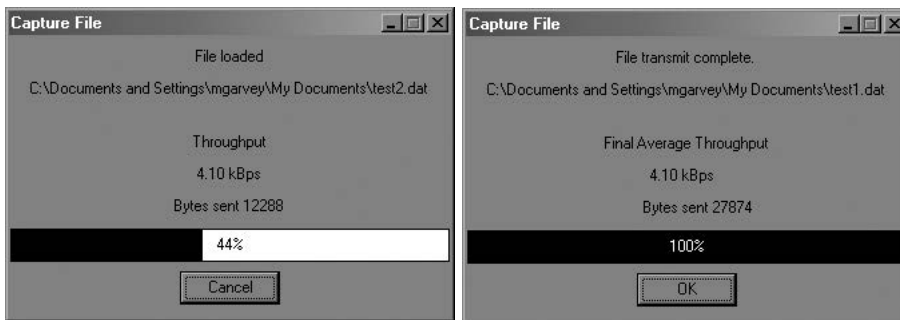 Capture File
File loaded
C:\Documents and Settings\mgarvey\My Documents\test2.dat
Throughput
4.10 kBps
Bytes sent 12288
44%
Cancel
Capture File
File transmit complete.
C:\Documents and Settings\mgarvey\My Documents\test1.dat
Final Average Throughput
4.10 kBps
Bytes sent 27874
100%
OK